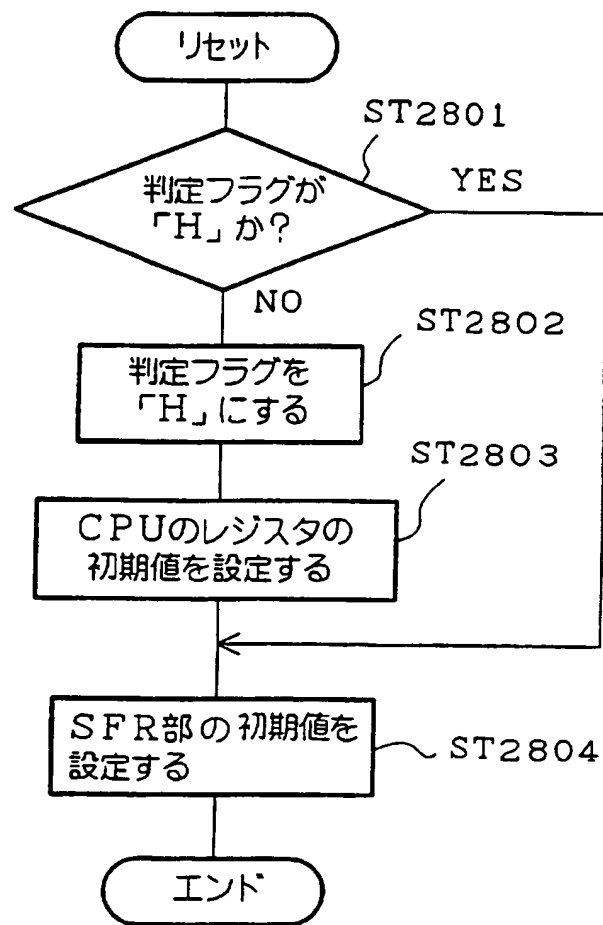 リセット
ST2801
判定フラグが
「H」か?
YES
NO
ST2802
判定フラグを
「H」にする
ST2803
CPUのレジスタの
初期値を設定する
SFR部の初期値を
設定する
ST2804
エンド